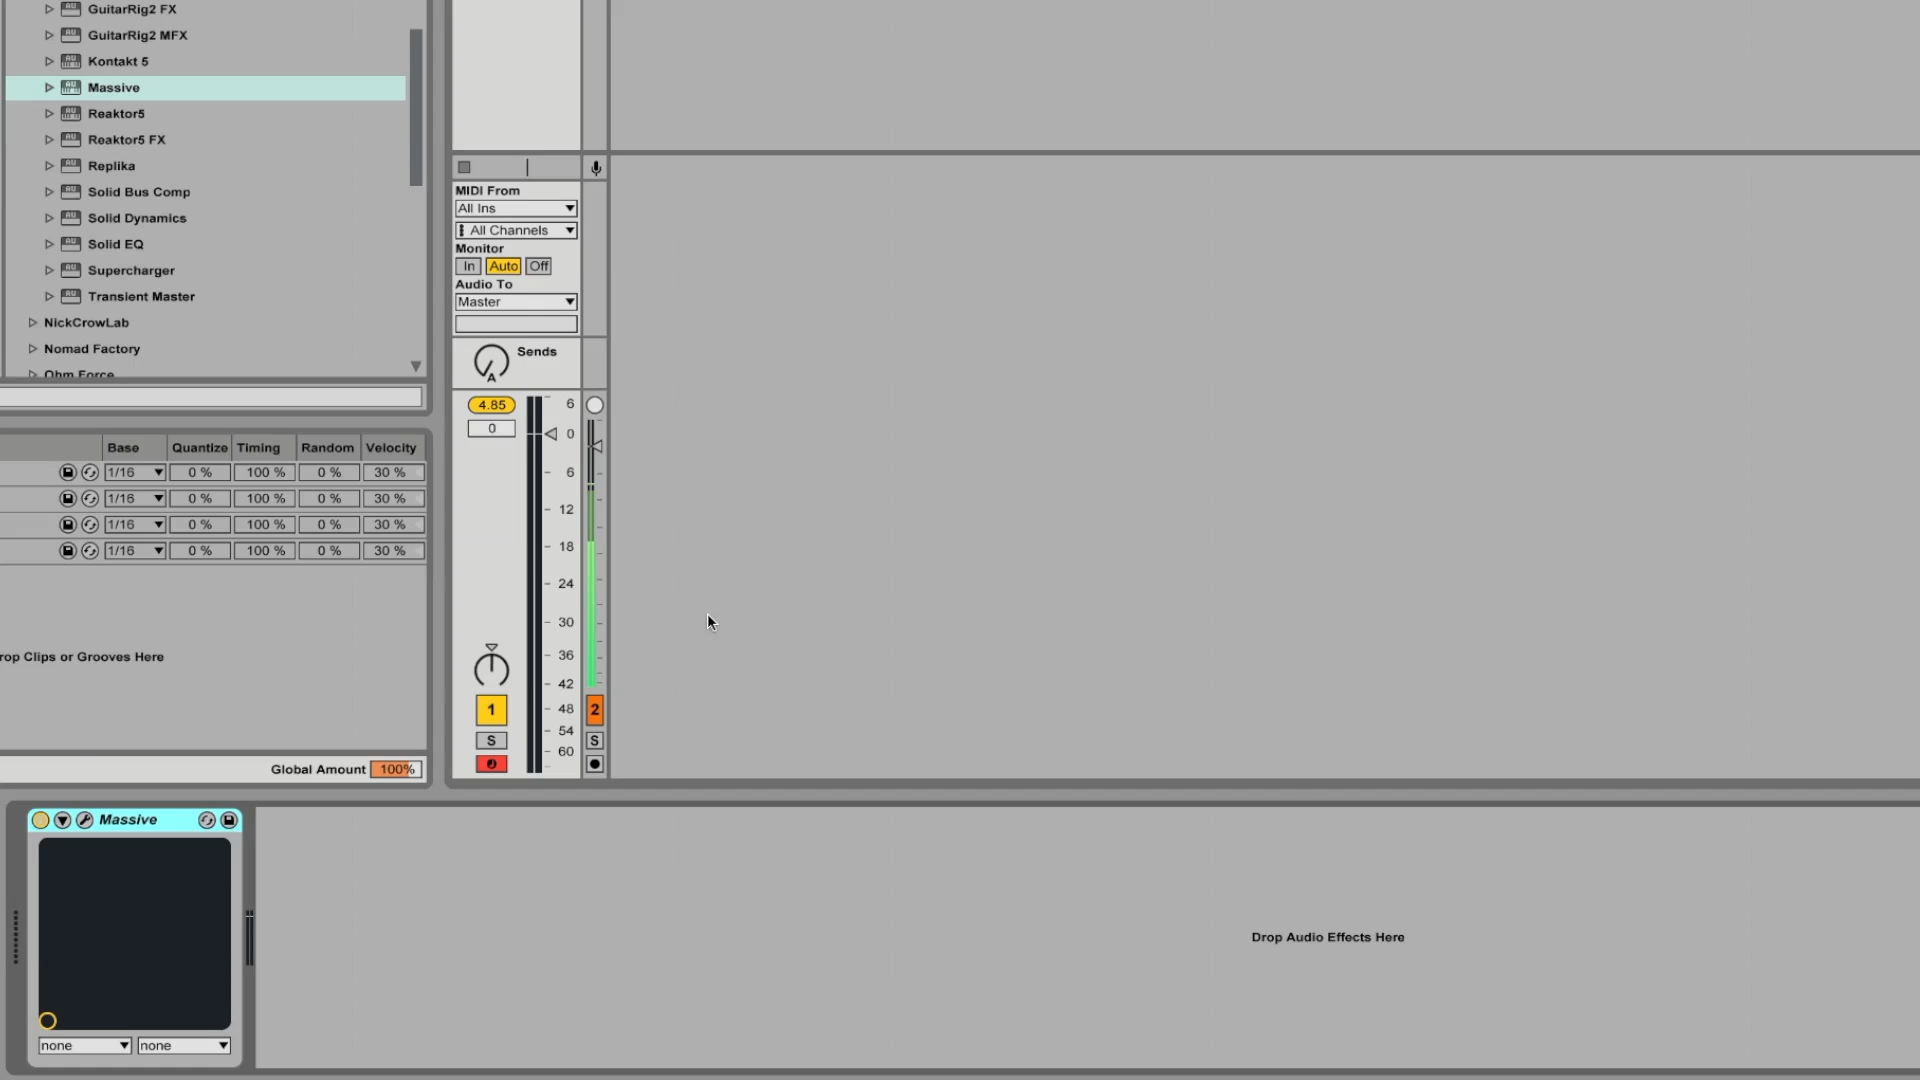 GuitarRig2 FX
GuitarRig2 MFX
Kontakt 5
Massive
Reaktor5
Reaktor5 FX
Replika
Solid Bus Comp
Solid Dynamics
Solid EQ
Supercharger
Transient Master
NickCrowLab
Nomad Factory
Ohm Force
Base Quantize Timing Random Velocity
1/16 0 % 100 % 0 % 30 %
1/16 0 % 100 % 0 % 30 %
1/16 0 % 100 % 0 % 30 %
1/16 0 % 100 % 0 % 30 %
rop Clips or Grooves Here
Global Amount 100%
MIDI From
All Ins
All Channels
Monitor
In Auto Off
Audio To
Master
Sends
A
4.85
0
6
0
6
12
18
24
30
36
42
48
54
60
1
2
S
S
Massive
none none
Drop Audio Effects Here